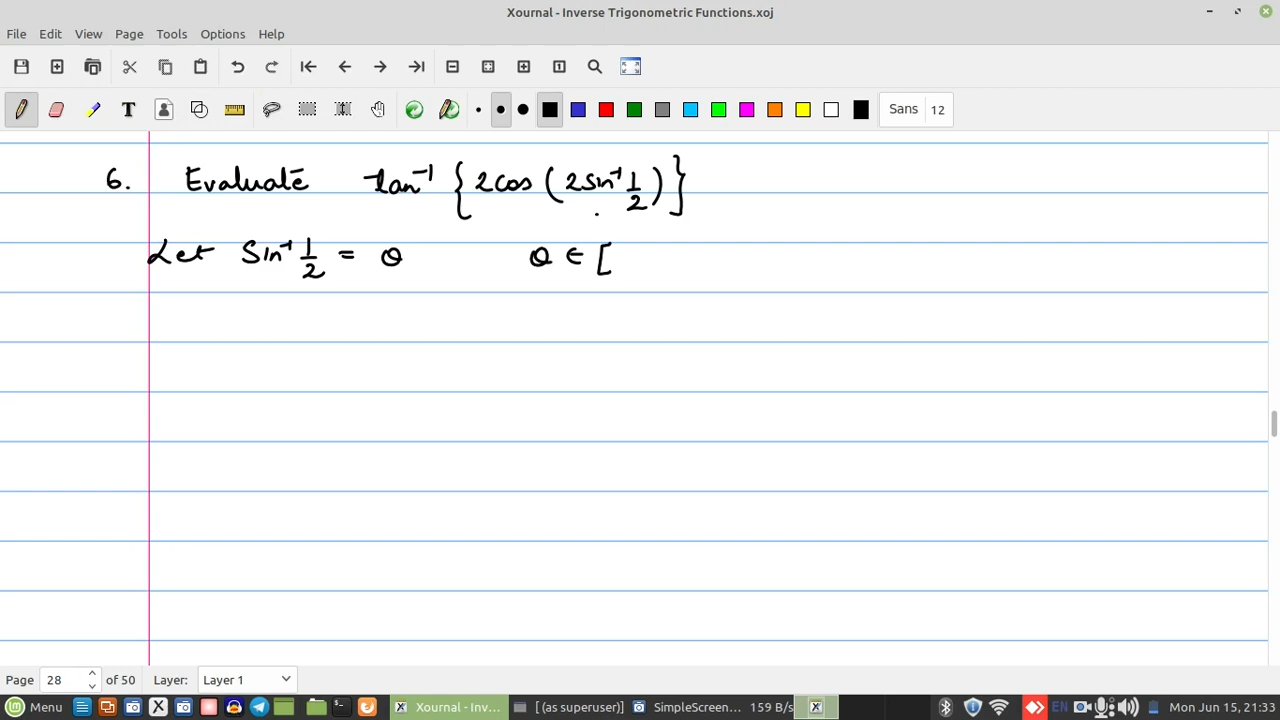 Xournal - Inverse Trigonometric Functions.xoj
File Edit View Page Tools Options Help
T Sans 12
6. Evaluate tan⁻¹ {2cos (2sin⁻¹ 1/2)}
Let Sin⁻¹ 1/2 = θ θ ∈ [
Page 28 of 50 Layer: Layer 1
Menu Xournal - Inv... [ (as superuser)] SimpleScreen... 159 B/s EN Mon Jun 15, 21:33